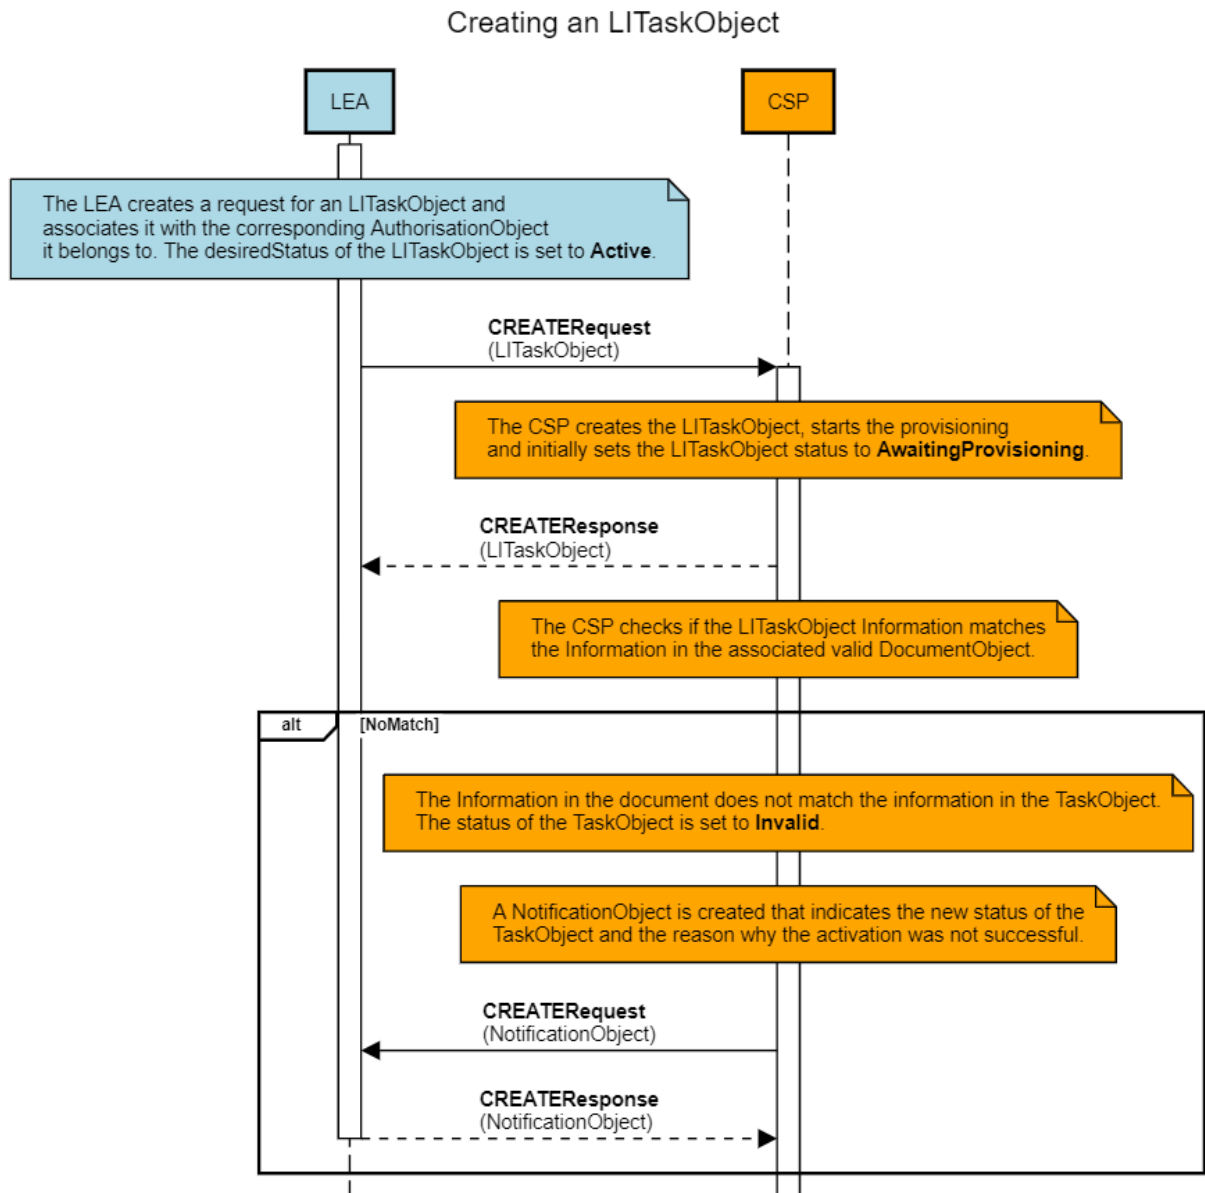 Creating an LITaskObject
LEA
CSP
The LEA creates a request for an LITaskObject and
associates it with the corresponding AuthorisationObject
it belongs to. The desiredStatus of the LITaskObject is set to Active.
CREATERequest
(LITaskObject)
The CSP creates the LITaskObject, starts the provisioning
and initially sets the LITaskObject status to AwaitingProvisioning.
CREATEResponse
(LITaskObject)
The CSP checks if the LITaskObject Information matches
the Information in the associated valid DocumentObject.
alt
[NoMatch]
The Information in the document does not match the information in the TaskObject.
The status of the TaskObject is set to Invalid.
A NotificationObject is created that indicates the new status of the
TaskObject and the reason why the activation was not successful.
CREATERequest
(NotificationObject)
CREATEResponse
(NotificationObject)